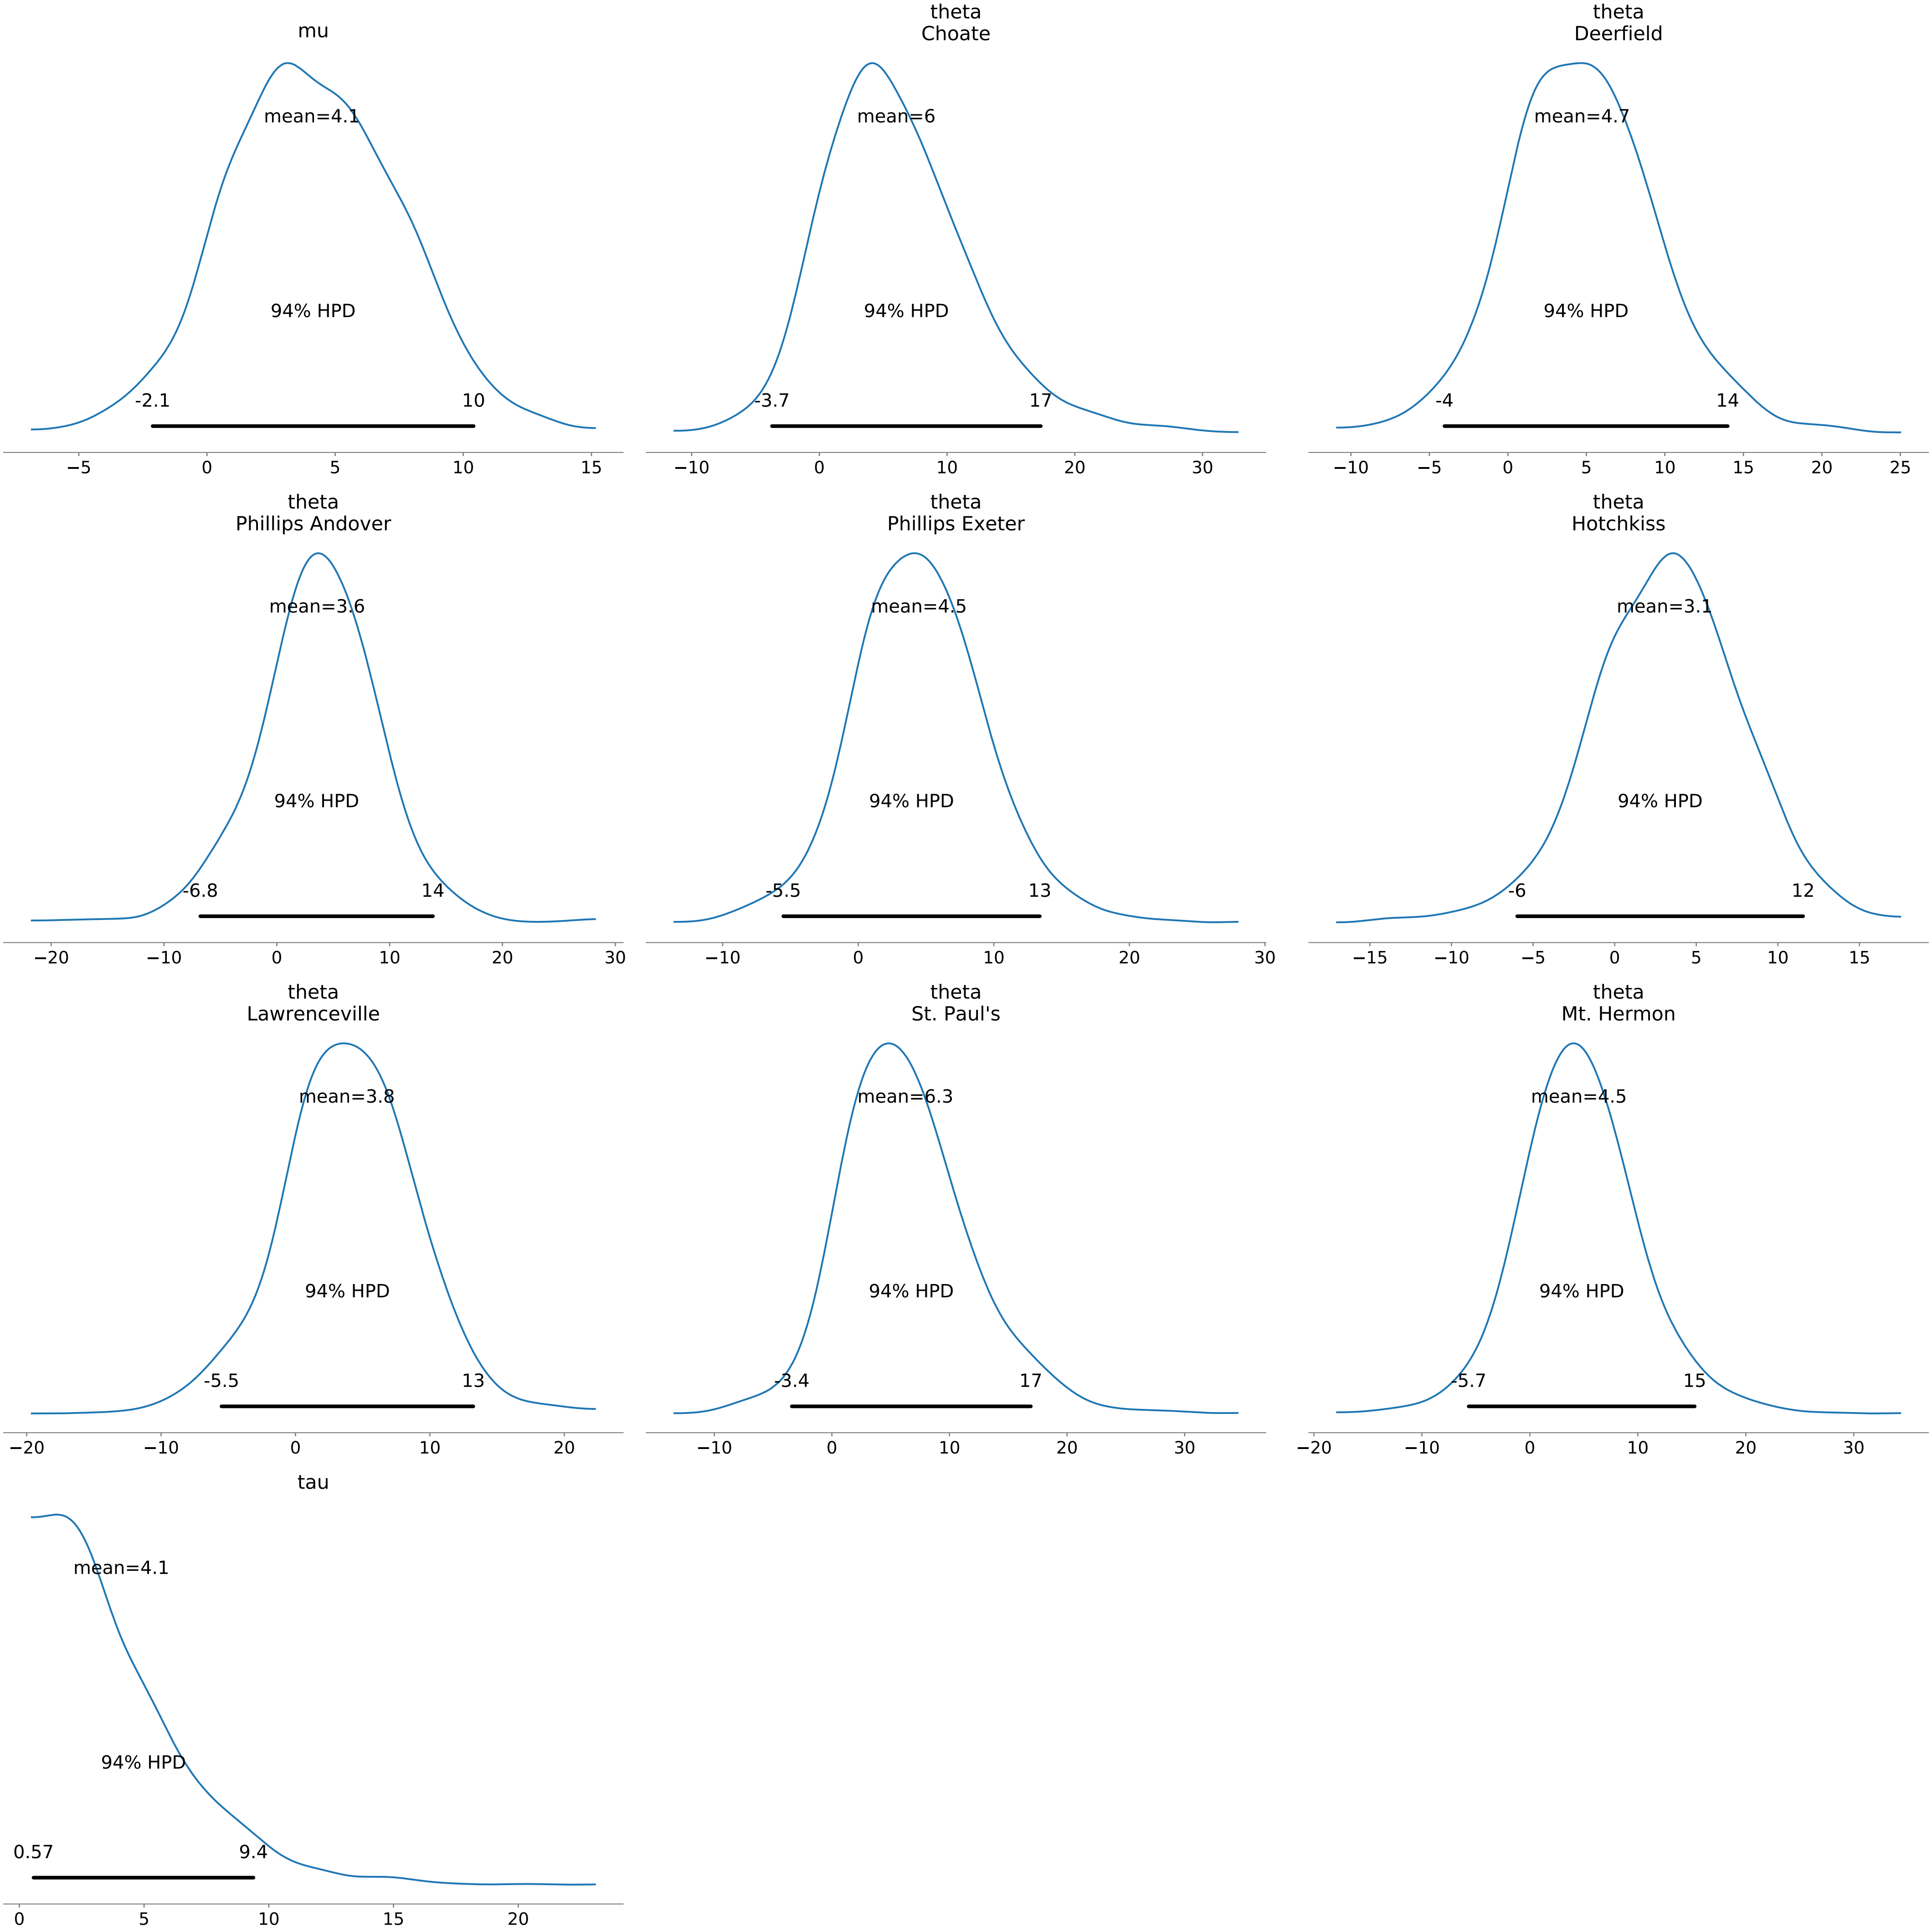 mu
mean=4.1
94% HPD
-2.1 10
−5 0 5 10 15
theta
Choate
mean=6
94% HPD
-3.7 17
−10 0 10 20 30
theta
Deerfield
mean=4.7
94% HPD
-4 14
−10 −5 0 5 10 15 20 25
theta
Phillips Andover
mean=3.6
94% HPD
-6.8 14
−20 −10 0 10 20 30
theta
Phillips Exeter
mean=4.5
94% HPD
-5.5 13
−10 0 10 20 30
theta
Hotchkiss
mean=3.1
94% HPD
-6 12
−15 −10 −5 0 5 10 15
theta
Lawrenceville
mean=3.8
94% HPD
-5.5 13
−20 −10 0 10 20
theta
St. Paul's
mean=6.3
94% HPD
-3.4 17
−10 0 10 20 30
theta
Mt. Hermon
mean=4.5
94% HPD
-5.7 15
−20 −10 0 10 20 30
tau
mean=4.1
94% HPD
0.57 9.4
0 5 10 15 20